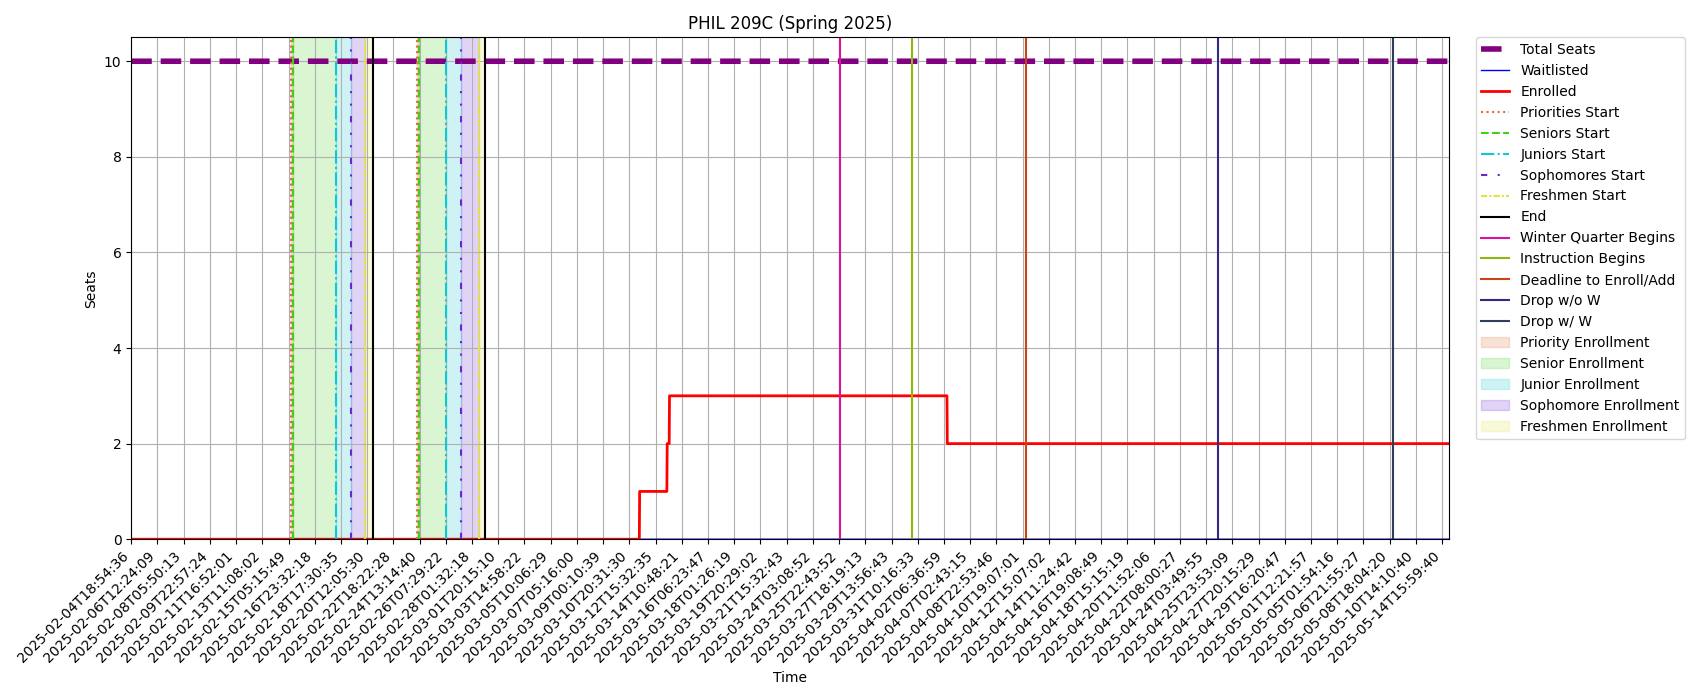 PHIL 209C (Spring 2025)
Total Seats
Waitlisted
Enrolled
Priorities Start
Seniors Start
Juniors Start
Sophomores Start
Freshmen Start
End
Winter Quarter Begins
Instruction Begins
Deadline to Enroll/Add
Drop w/o W
Drop w/ W
Priority Enrollment
Senior Enrollment
Junior Enrollment
Sophomore Enrollment
Freshmen Enrollment
Seats
10
8
6
4
2
0
2025-02-04T18:54:36
2025-02-06T12:24:09
2025-02-08T05:50:13
2025-02-09T22:57:24
2025-02-11T16:52:01
2025-02-13T11:08:02
2025-02-15T05:15:49
2025-02-16T23:32:18
2025-02-18T17:30:35
2025-02-20T12:05:30
2025-02-22T18:22:28
2025-02-24T13:14:40
2025-02-26T07:29:22
2025-02-28T01:32:18
2025-03-01T20:15:10
2025-03-03T14:58:22
2025-03-05T10:06:29
2025-03-07T05:16:00
2025-03-09T00:10:39
2025-03-10T20:31:30
2025-03-12T15:32:35
2025-03-14T10:48:21
2025-03-16T06:23:47
2025-03-18T01:26:19
2025-03-19T20:29:02
2025-03-21T15:32:43
2025-03-24T03:08:52
2025-03-25T22:43:52
2025-03-27T18:19:13
2025-03-29T13:56:43
2025-03-31T10:16:33
2025-04-02T06:36:59
2025-04-07T02:43:15
2025-04-08T22:53:46
2025-04-10T19:07:01
2025-04-12T15:07:02
2025-04-14T11:24:42
2025-04-16T19:08:49
2025-04-18T15:15:19
2025-04-20T11:52:06
2025-04-22T08:00:27
2025-04-24T03:49:55
2025-04-25T23:53:09
2025-04-27T20:15:29
2025-04-29T16:20:47
2025-05-01T12:21:57
2025-05-05T01:54:16
2025-05-06T21:55:27
2025-05-08T18:04:20
2025-05-10T14:10:40
2025-05-14T15:59:40
Time